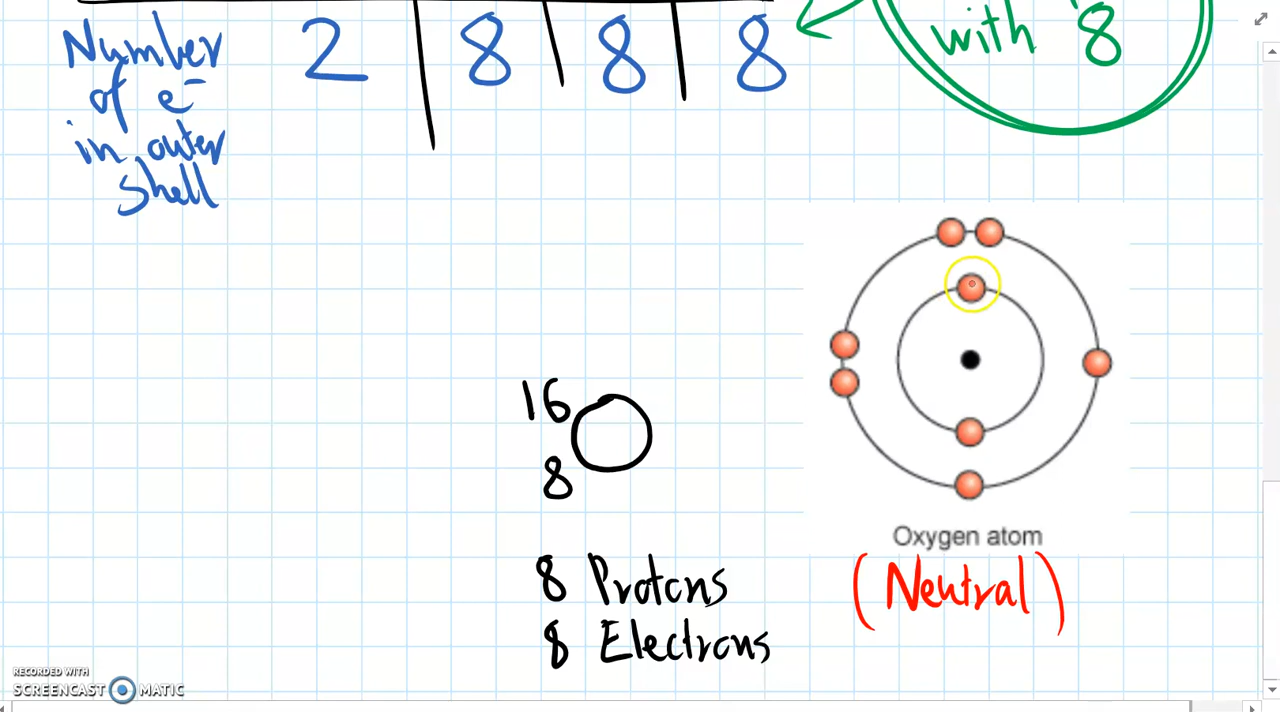 Number
of e⁻
in outer
shell
2 8 8 8
with 8
16
O
8
Oxygen atom
8 Protons
8 Electrons
(Neutral)
RECORDED WITH
SCREENCAST MATIC